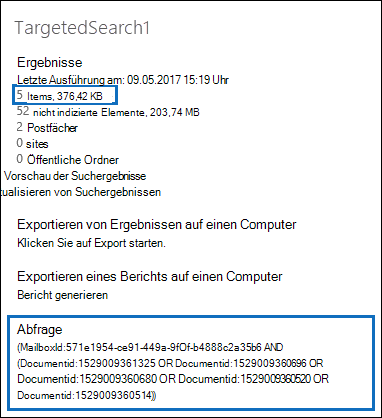 TargetedSearch1
Ergebnisse
Letzte Ausführung am: 09.05.2017 15:19 Uhr
5 Items, 376,42 KB
52 nicht indizierte Elemente, 203,74 MB
2 Postfächer
0 sites
0 Öffentliche Ordner
Vorschau der Suchergebnisse
tualisieren von Suchergebnissen
Exportieren von Ergebnissen auf einen Computer
Klicken Sie auf Export starten.
Exportieren eines Berichts auf einen Computer
Bericht generieren
Abfrage
(MailboxId:571e1954-ce91-449a-9fOf-b4888c2a35b6 AND
(Documentid:1529009361325 OR Documentid:1529009360696 OR
Documentid:1529009360680 OR Documentid:1529009360520 OR
Documentid:1529009360514))